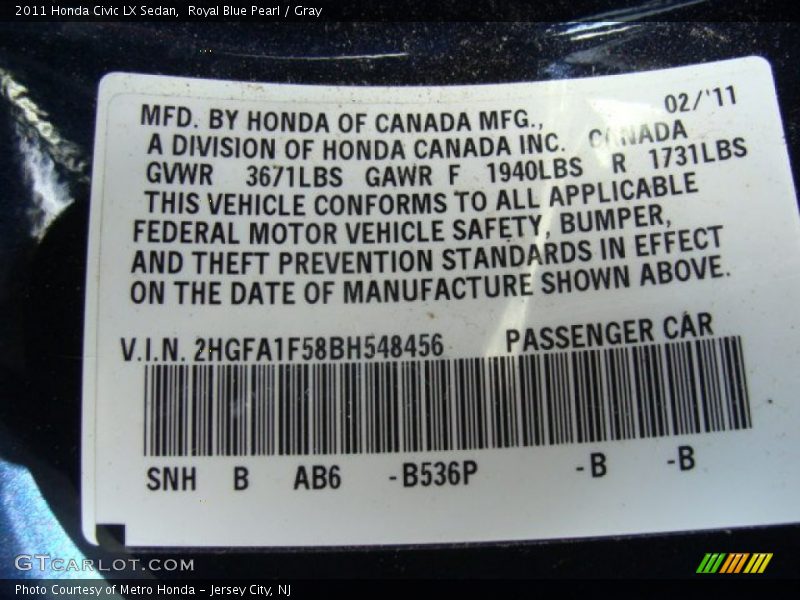 2011 Honda Civic LX Sedan,  Royal Blue Pearl / Gray
02/'11
MFD. BY HONDA OF CANADA MFG.,
A DIVISION OF HONDA CANADA INC. CANADA
GVWR 3671LBS GAWR F 1940LBS R 1731LBS
THIS VEHICLE CONFORMS TO ALL APPLICABLE
FEDERAL MOTOR VEHICLE SAFETY, BUMPER,
AND THEFT PREVENTION STANDARDS IN EFFECT
ON THE DATE OF MANUFACTURE SHOWN ABOVE.
V.I.N. 2HGFA1F58BH548456 PASSENGER CAR
SNH B AB6 -B536P -B -B
GTCarLot.com
Photo Courtesy of Metro Honda - Jersey City, NJ